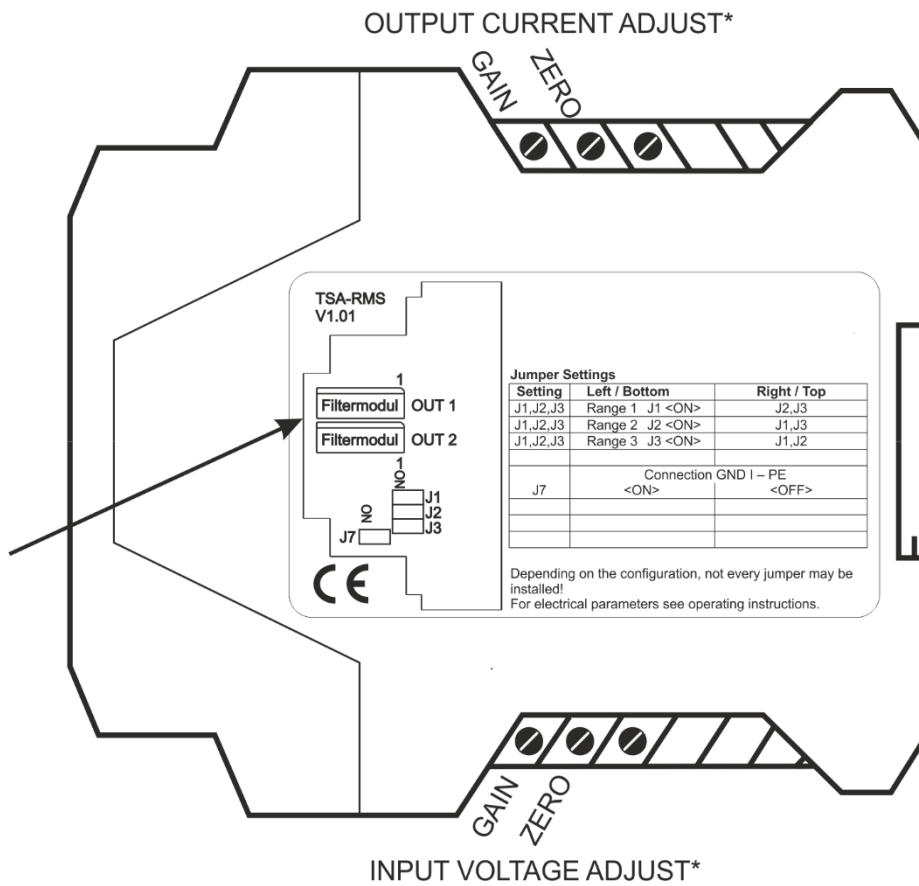 OUTPUT CURRENT ADJUST*
GAIN
ZERO
TSA-RMS
V1.01
1
Filtermodul OUT 1
Filtermodul OUT 2
1
NO
J1
J2
J3
NO
J7
CE
Jumper Settings
Setting Left / Bottom Right / Top
J1,J2,J3 Range 1 J1 <ON> J2,J3
J1,J2,J3 Range 2 J2 <ON> J1,J3
J1,J2,J3 Range 3 J3 <ON> J1,J2
Connection GND I – PE
J7 <ON> <OFF>
Depending on the configuration, not every jumper may be
installed!
For electrical parameters see operating instructions.
GAIN
ZERO
INPUT VOLTAGE ADJUST*